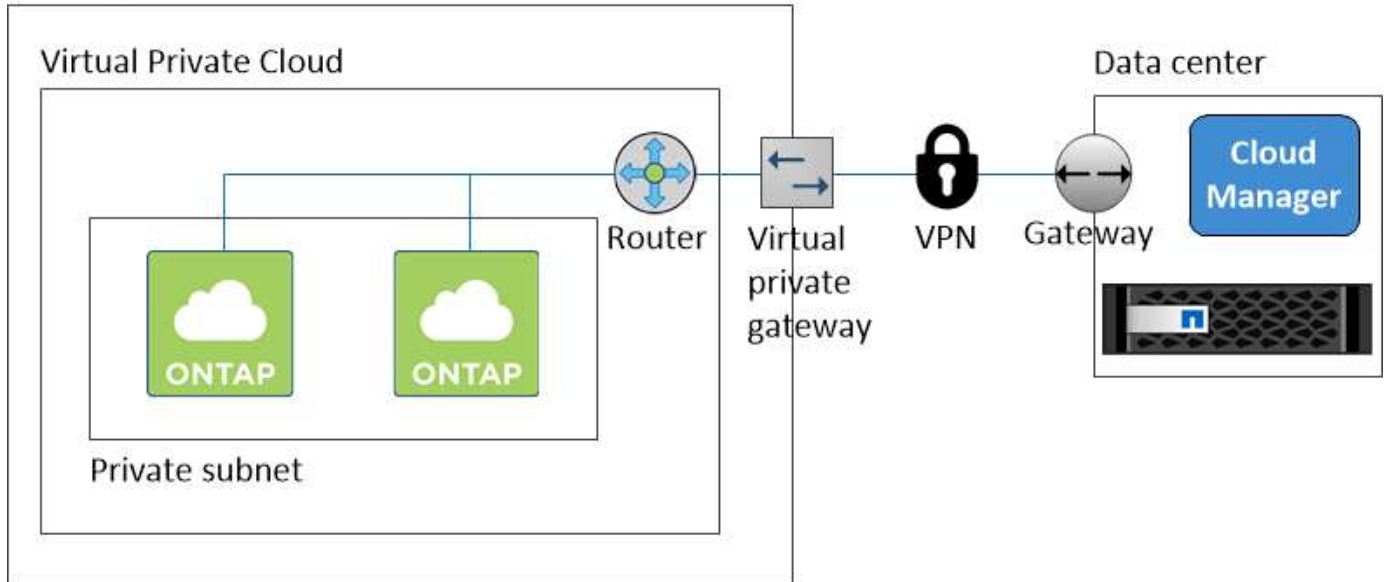 Virtual Private Cloud
Data center
Cloud
Manager
Router
Virtual
private
gateway
VPN
Gateway
ONTAP
ONTAP
Private subnet